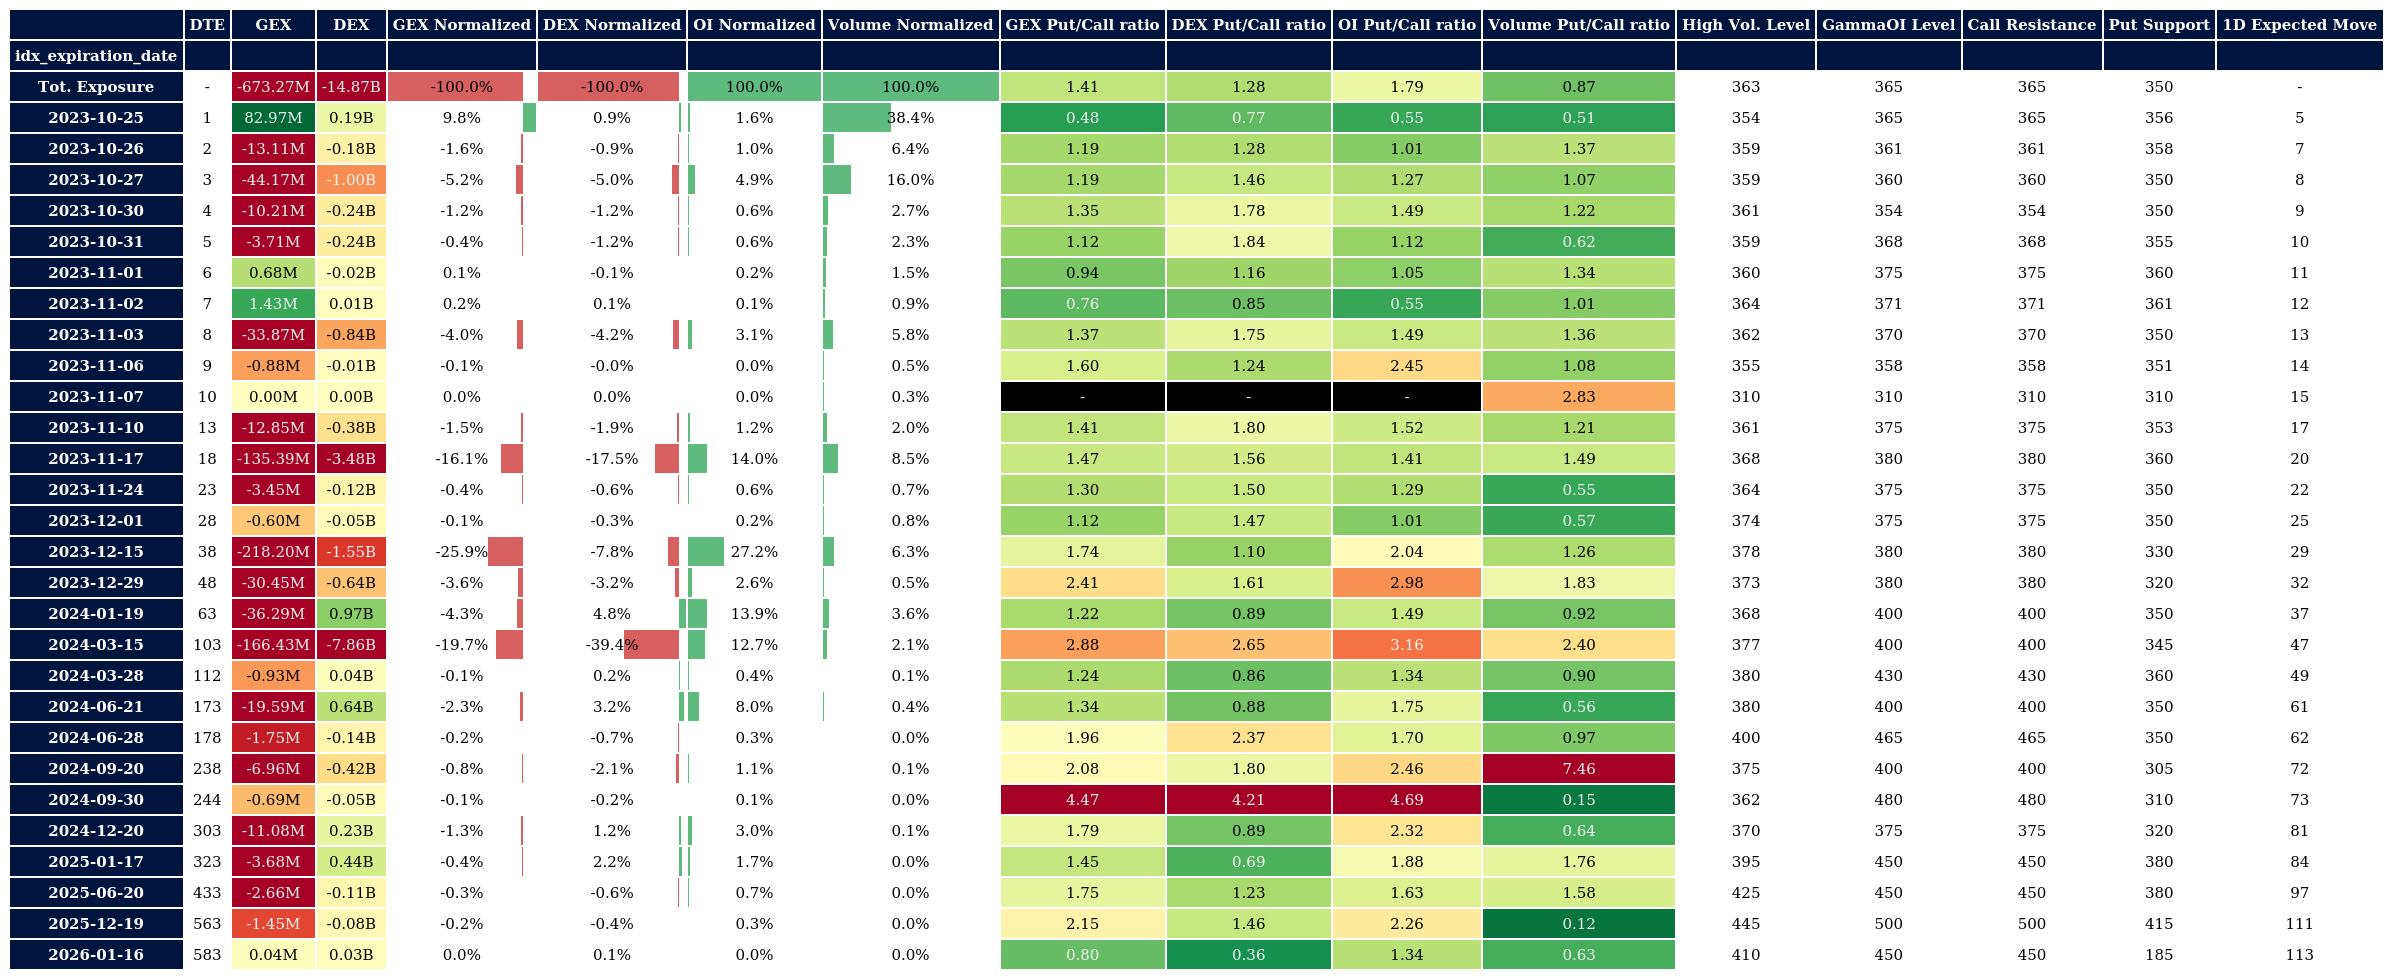 DTE GEX DEX GEX Normalized DEX Normalized OI Normalized Volume Normalized GEX Put/Call ratio DEX Put/Call ratio OI Put/Call ratio Volume Put/Call ratio High Vol. Level GammaOI Level Call Resistance Put Support 1D Expected Move
idx_expiration_date
Tot. Exposure - -673.27M -14.87B -100.0% -100.0% 100.0% 100.0% 1.41 1.28 1.79 0.87 363 365 365 350 -
2023-10-25 1 82.97M 0.19B 9.8% 0.9% 1.6% 38.4% 0.48 0.77 0.55 0.51 354 365 365 356 5
2023-10-26 2 -13.11M -0.18B -1.6% -0.9% 1.0% 6.4% 1.19 1.28 1.01 1.37 359 361 361 358 7
2023-10-27 3 -44.17M -1.00B -5.2% -5.0% 4.9% 16.0% 1.19 1.46 1.27 1.07 359 360 360 350 8
2023-10-30 4 -10.21M -0.24B -1.2% -1.2% 0.6% 2.7% 1.35 1.78 1.49 1.22 361 354 354 350 9
2023-10-31 5 -3.71M -0.24B -0.4% -1.2% 0.6% 2.3% 1.12 1.84 1.12 0.62 359 368 368 355 10
2023-11-01 6 0.68M -0.02B 0.1% -0.1% 0.2% 1.5% 0.94 1.16 1.05 1.34 360 375 375 360 11
2023-11-02 7 1.43M 0.01B 0.2% 0.1% 0.1% 0.9% 0.76 0.85 0.55 1.01 364 371 371 361 12
2023-11-03 8 -33.87M -0.84B -4.0% -4.2% 3.1% 5.8% 1.37 1.75 1.49 1.36 362 370 370 350 13
2023-11-06 9 -0.88M -0.01B -0.1% -0.0% 0.0% 0.5% 1.60 1.24 2.45 1.08 355 358 358 351 14
2023-11-07 10 0.00M 0.00B 0.0% 0.0% 0.0% 0.3% - - - 2.83 310 310 310 310 15
2023-11-10 13 -12.85M -0.38B -1.5% -1.9% 1.2% 2.0% 1.41 1.80 1.52 1.21 361 375 375 353 17
2023-11-17 18 -135.39M -3.48B -16.1% -17.5% 14.0% 8.5% 1.47 1.56 1.41 1.49 368 380 380 360 20
2023-11-24 23 -3.45M -0.12B -0.4% -0.6% 0.6% 0.7% 1.30 1.50 1.29 0.55 364 375 375 350 22
2023-12-01 28 -0.60M -0.05B -0.1% -0.3% 0.2% 0.8% 1.12 1.47 1.01 0.57 374 375 375 350 25
2023-12-15 38 -218.20M -1.55B -25.9% -7.8% 27.2% 6.3% 1.74 1.10 2.04 1.26 378 380 380 330 29
2023-12-29 48 -30.45M -0.64B -3.6% -3.2% 2.6% 0.5% 2.41 1.61 2.98 1.83 373 380 380 320 32
2024-01-19 63 -36.29M 0.97B -4.3% 4.8% 13.9% 3.6% 1.22 0.89 1.49 0.92 368 400 400 350 37
2024-03-15 103 -166.43M -7.86B -19.7% -39.4% 12.7% 2.1% 2.88 2.65 3.16 2.40 377 400 400 345 47
2024-03-28 112 -0.93M 0.04B -0.1% 0.2% 0.4% 0.1% 1.24 0.86 1.34 0.90 380 430 430 360 49
2024-06-21 173 -19.59M 0.64B -2.3% 3.2% 8.0% 0.4% 1.34 0.88 1.75 0.56 380 400 400 350 61
2024-06-28 178 -1.75M -0.14B -0.2% -0.7% 0.3% 0.0% 1.96 2.37 1.70 0.97 400 465 465 350 62
2024-09-20 238 -6.96M -0.42B -0.8% -2.1% 1.1% 0.1% 2.08 1.80 2.46 7.46 375 400 400 305 72
2024-09-30 244 -0.69M -0.05B -0.1% -0.2% 0.1% 0.0% 4.47 4.21 4.69 0.15 362 480 480 310 73
2024-12-20 303 -11.08M 0.23B -1.3% 1.2% 3.0% 0.1% 1.79 0.89 2.32 0.64 370 375 375 320 81
2025-01-17 323 -3.68M 0.44B -0.4% 2.2% 1.7% 0.0% 1.45 0.69 1.88 1.76 395 450 450 380 84
2025-06-20 433 -2.66M -0.11B -0.3% -0.6% 0.7% 0.0% 1.75 1.23 1.63 1.58 425 450 450 380 97
2025-12-19 563 -1.45M -0.08B -0.2% -0.4% 0.3% 0.0% 2.15 1.46 2.26 0.12 445 500 500 415 111
2026-01-16 583 0.04M 0.03B 0.0% 0.1% 0.0% 0.0% 0.80 0.36 1.34 0.63 410 450 450 185 113